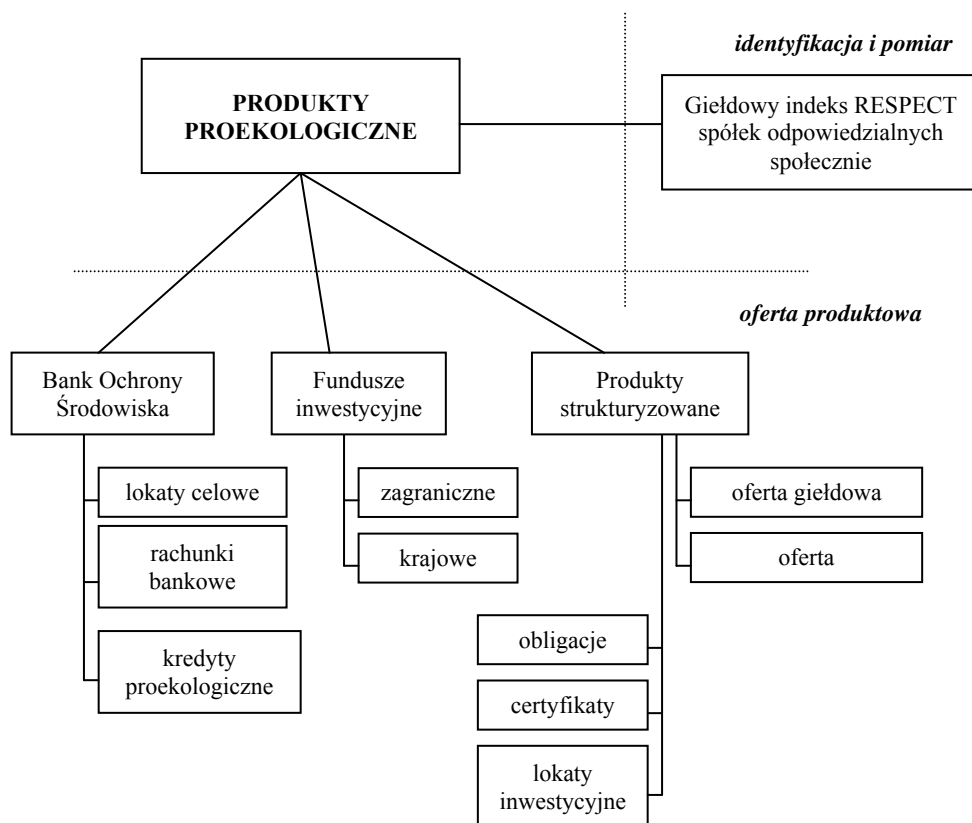 identyfikacja i pomiar
PRODUKTY
PROEKOLOGICZNE
Giełdowy indeks RESPECT
spółek odpowiedzialnych
społecznie
oferta produktowa
Bank Ochrony
Środowiska
Fundusze
inwestycyjne
Produkty
strukturyzowane
lokaty celowe
rachunki
bankowe
kredyty
proekologiczne
zagraniczne
krajowe
oferta giełdowa
oferta
obligacje
certyfikaty
lokaty
inwestycyjne